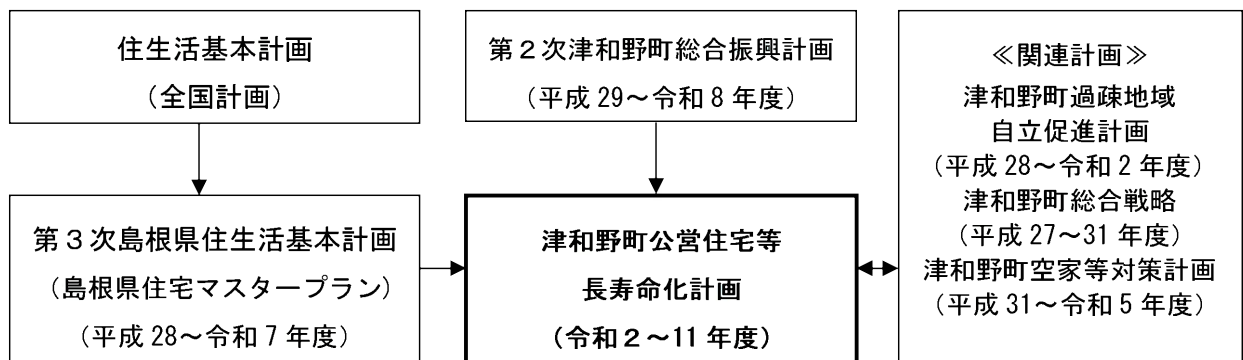 住生活基本計画
（全国計画）
第２次津和野町総合振興計画
（平成 29～令和 8 年度）
≪関連計画≫
津和野町過疎地域
自立促進計画
（平成 28～令和 2 年度）
津和野町総合戦略
（平成 27～31 年度）
津和野町空家等対策計画
（平成 31～令和 5 年度）
第３次島根県住生活基本計画
（島根県住宅マスタープラン）
（平成 28～令和 7 年度）
津和野町公営住宅等
長寿命化計画
（令和２～11 年度）